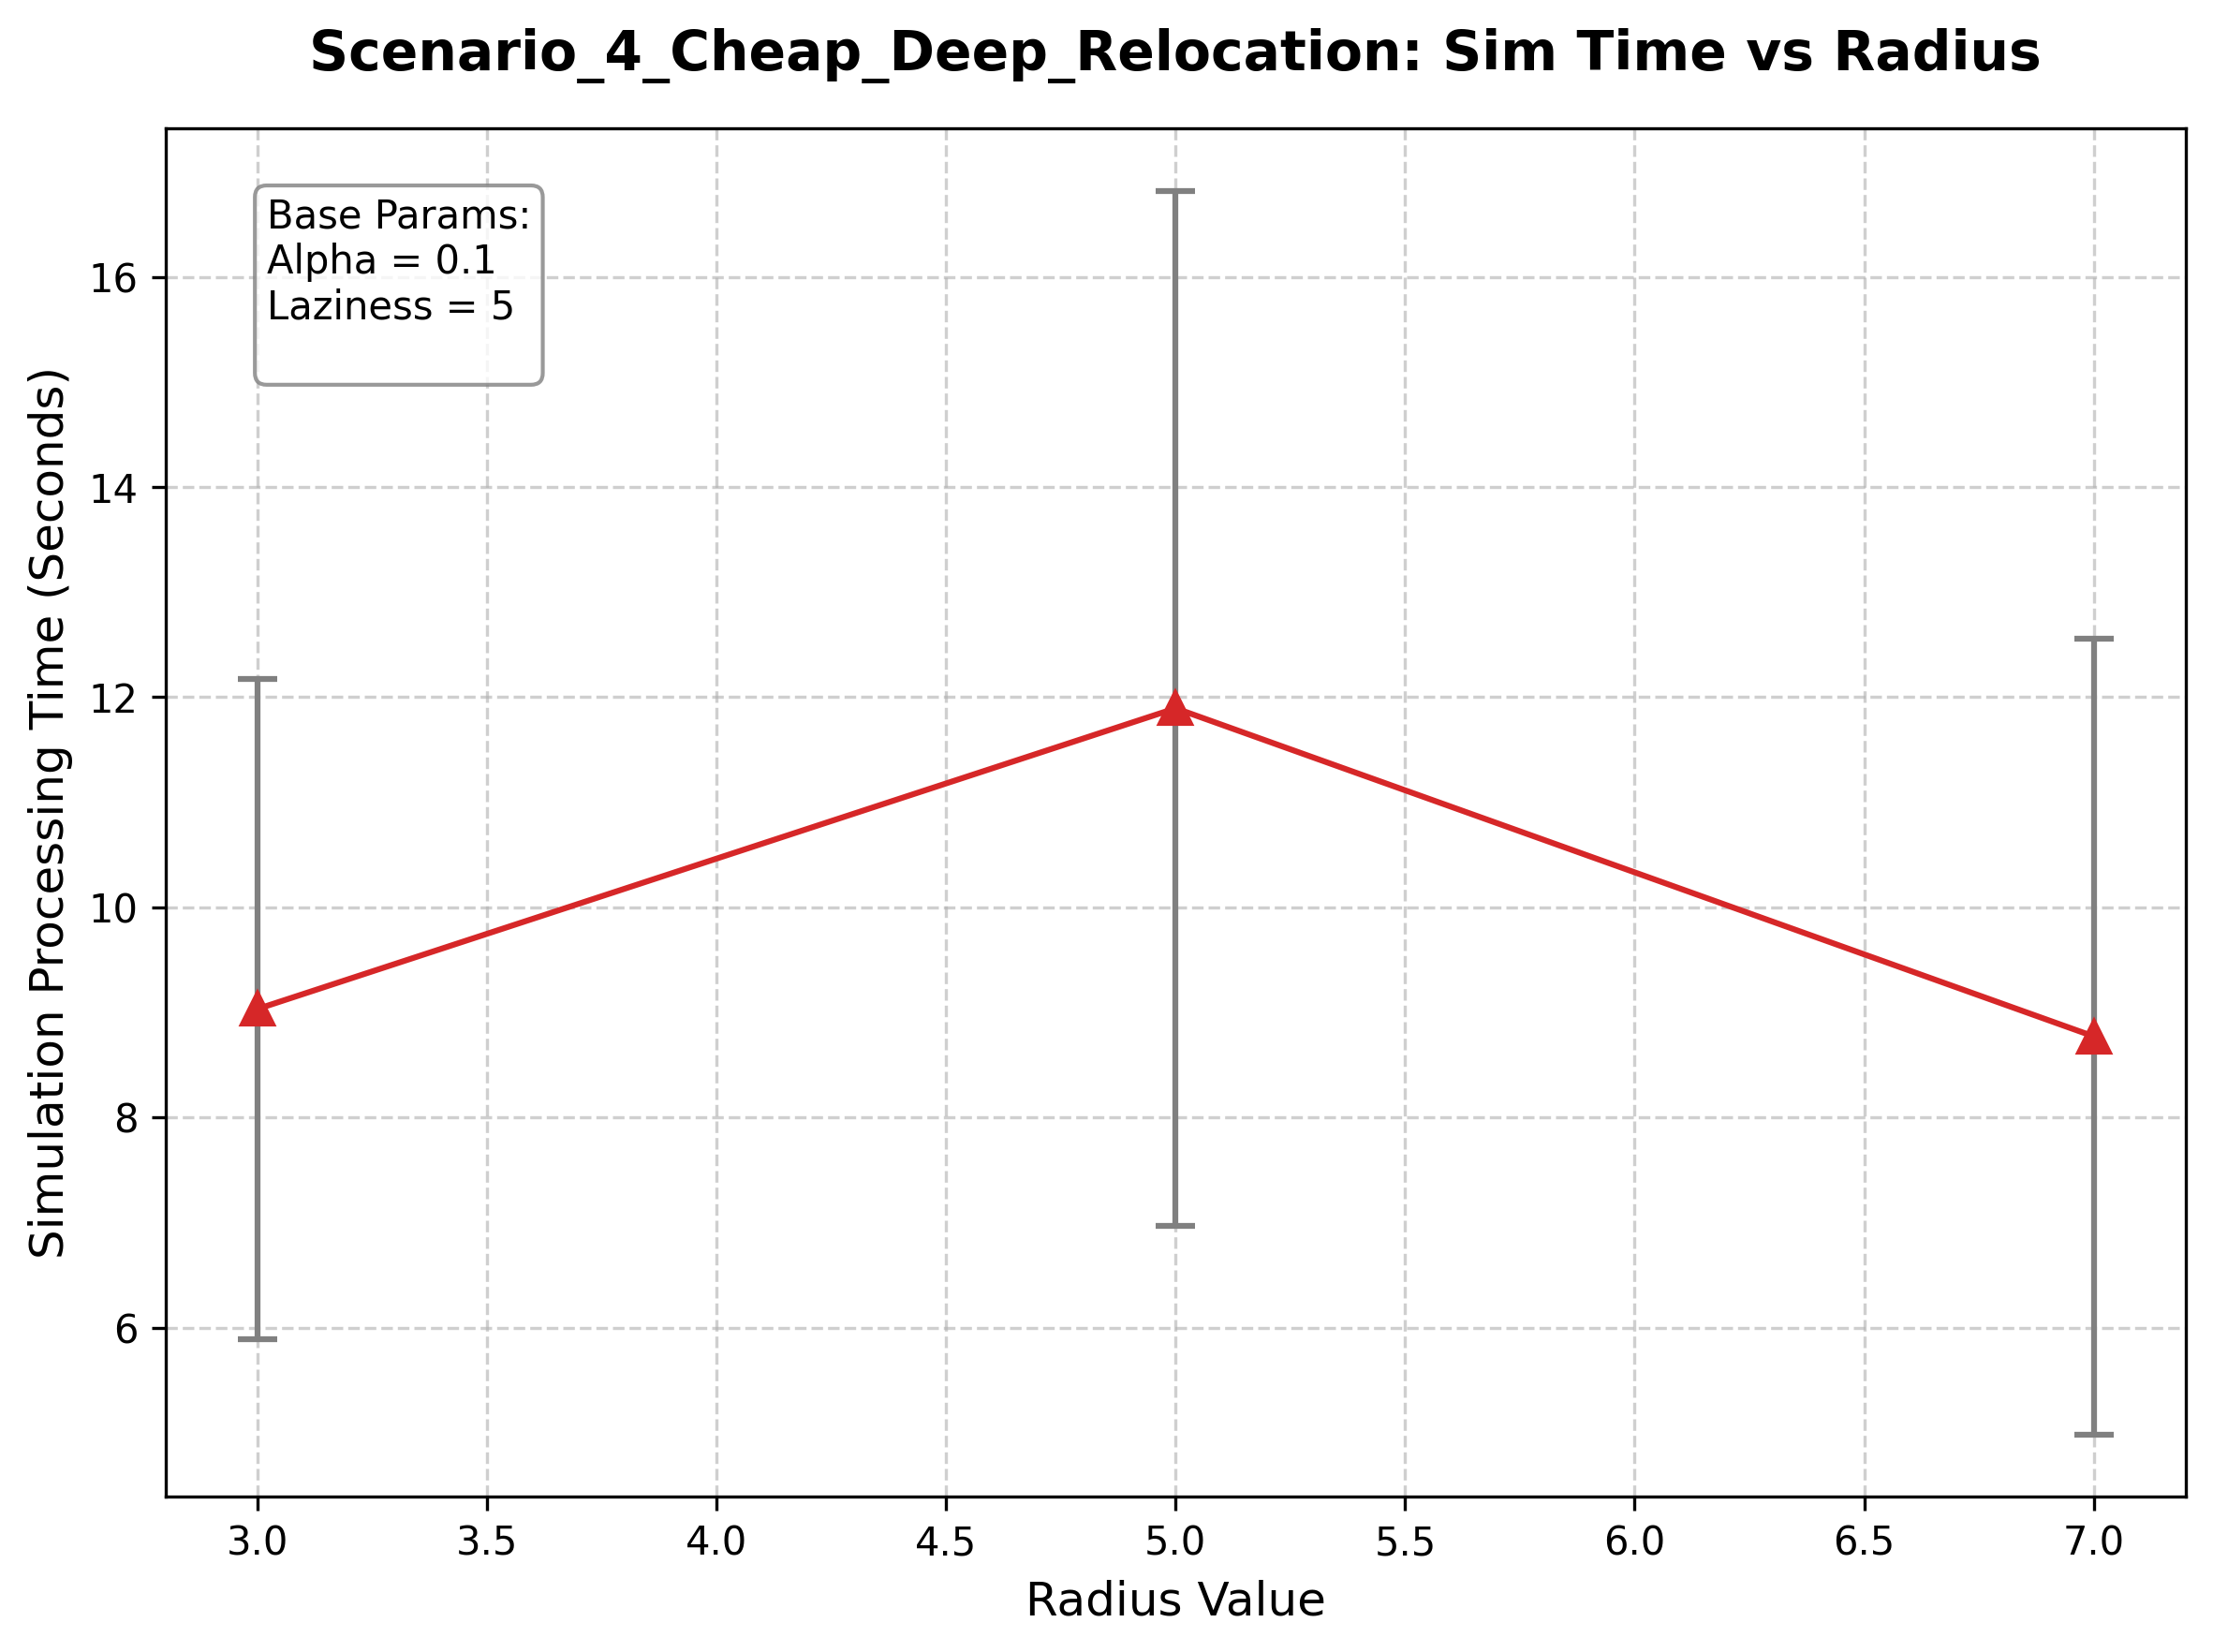 Scenario_4_Cheap_Deep_Relocation: Sim Time vs Radius
Base Params:
Alpha = 0.1
Laziness = 5
Simulation Processing Time (Seconds)
16
14
12
10
8
6
3.0 3.5 4.0 4.5 5.0 5.5 6.0 6.5 7.0
Radius Value